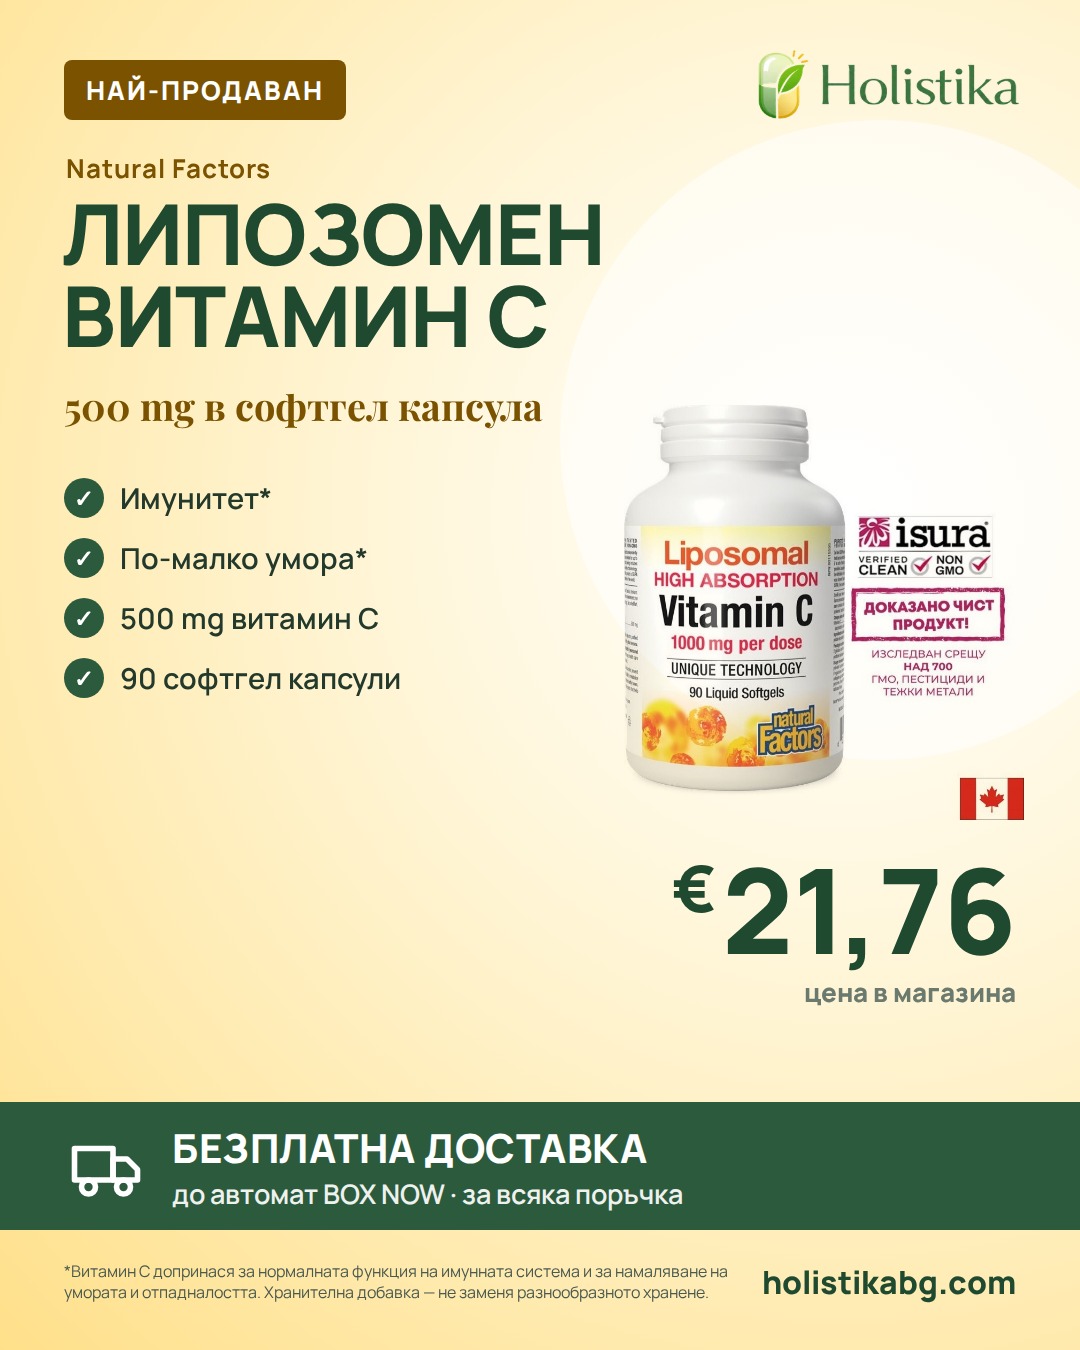 НАЙ-ПРОДАВАН
Holistika
Natural Factors
ЛИПОЗОМЕН
ВИТАМИН C
500 mg в софтгел капсула
✓ Имунитет*
✓ По-малко умора*
✓ 500 mg витамин C
✓ 90 софтгел капсули
Liposomal
HIGH ABSORPTION
Vitamin C
1000 mg per dose
UNIQUE TECHNOLOGY
90 Liquid Softgels
natural
Factors
isura
VERIFIED CLEAN NON GMO
ДОКАЗАНО ЧИСТ
ПРОДУКТ!
ИЗСЛЕДВАН СРЕЩУ
НАД 700
ГМО, ПЕСТИЦИДИ И
ТЕЖКИ МЕТАЛИ
€21,76
цена в магазина
БЕЗПЛАТНА ДОСТАВКА
до автомат BOX NOW · за всяка поръчка
*Витамин C допринася за нормалната функция на имунната система и за намаляване на
умората и отпадналостта. Хранителна добавка — не заменя разнообразното хранене.
holistikabg.com